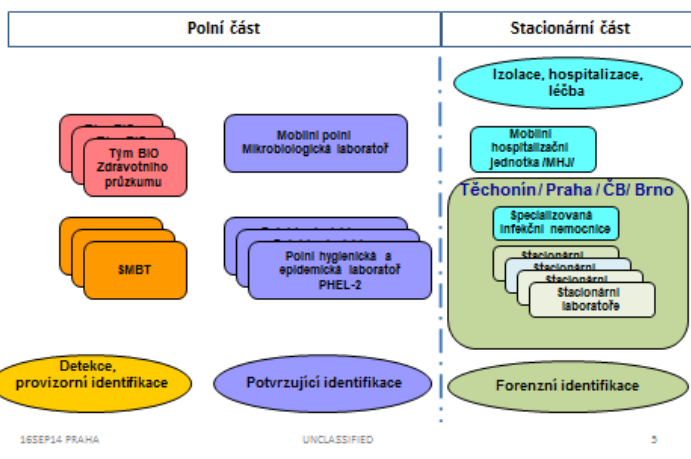 Polní část
Stacionární část
Izolace, hospitalizace,
léčba
Tým BIO
Zdravotního
průzkumu
Mobilní polní
Mikrobiologická laboratoř
Mobilní
hospitalizační
jednotka /MHJ/
Těchonín/ Praha / ČB/ Brno
Specializovaná
infekční nemocnice
SMBT
Polní hygienická a
epidemická laboratoř
PHEL-2
Stacionární
Stacionární
Stacionární
Stacionární
laboratoře
Detekce,
provizorní identifikace
Potvrzující identifikace
Forenzní identifikace
16SEP14 PRAHA
UNCLASSIFIED
5